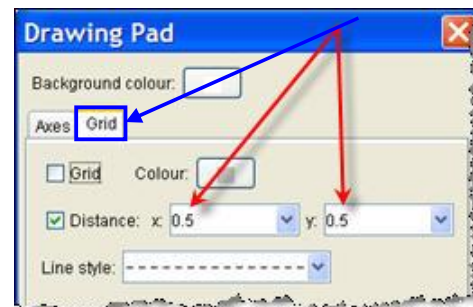 Drawing Pad
Background colour:
Axes Grid
Grid Colour:
Distance: x: 0.5 y: 0.5
Line style: